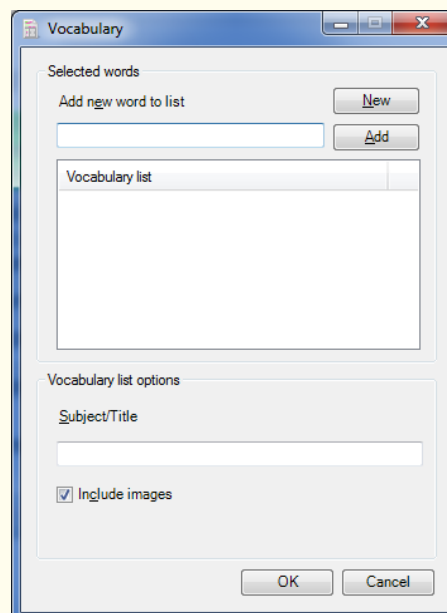 Vocabulary
Selected words
Add new word to list
New
Add
Vocabulary list
Vocabulary list options
Subject/Title
Include images
OK
Cancel